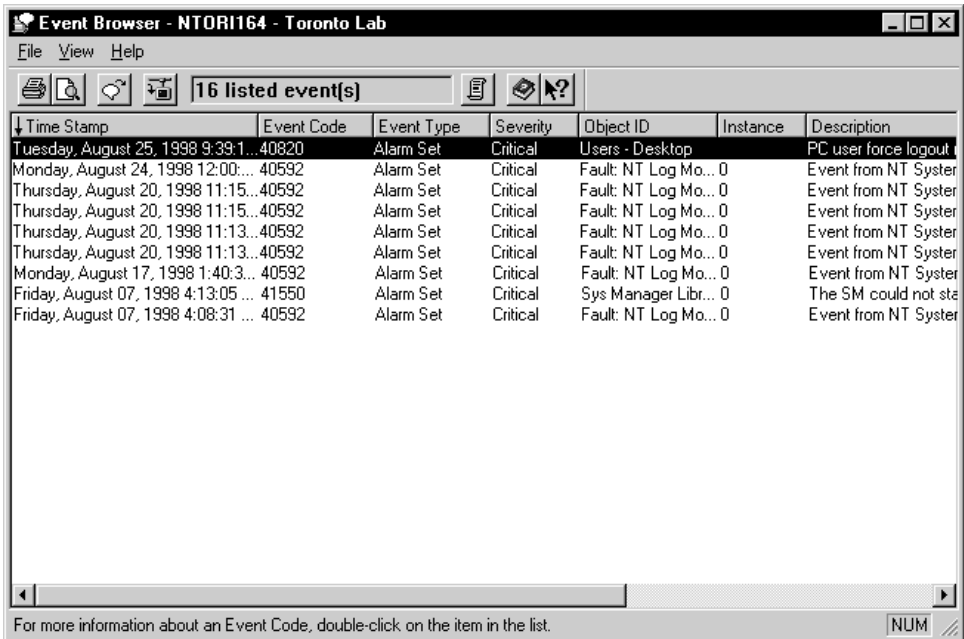 Event Browser - NTORI164 - Toronto Lab
File View Help
16 listed event(s)
Time Stamp Event Code Event Type Severity Object ID Instance Description
Tuesday, August 25, 1998 9:39:1... 40820 Alarm Set Critical Users - Desktop PC user force logout
Monday, August 24, 1998 12:00:... 40592 Alarm Set Critical Fault: NT Log Mo... 0 Event from NT System
Thursday, August 20, 1998 11:15... 40592 Alarm Set Critical Fault: NT Log Mo... 0 Event from NT System
Thursday, August 20, 1998 11:15... 40592 Alarm Set Critical Fault: NT Log Mo... 0 Event from NT System
Thursday, August 20, 1998 11:13... 40592 Alarm Set Critical Fault: NT Log Mo... 0 Event from NT System
Thursday, August 20, 1998 11:13... 40592 Alarm Set Critical Fault: NT Log Mo... 0 Event from NT System
Monday, August 17, 1998 1:40:3... 40592 Alarm Set Critical Fault: NT Log Mo... 0 Event from NT System
Friday, August 07, 1998 4:13:05 ... 41550 Alarm Set Critical Sys Manager Libr... 0 The SM could not sta
Friday, August 07, 1998 4:08:31 ... 40592 Alarm Set Critical Fault: NT Log Mo... 0 Event from NT System
For more information about an Event Code, double-click on the item in the list. NUM